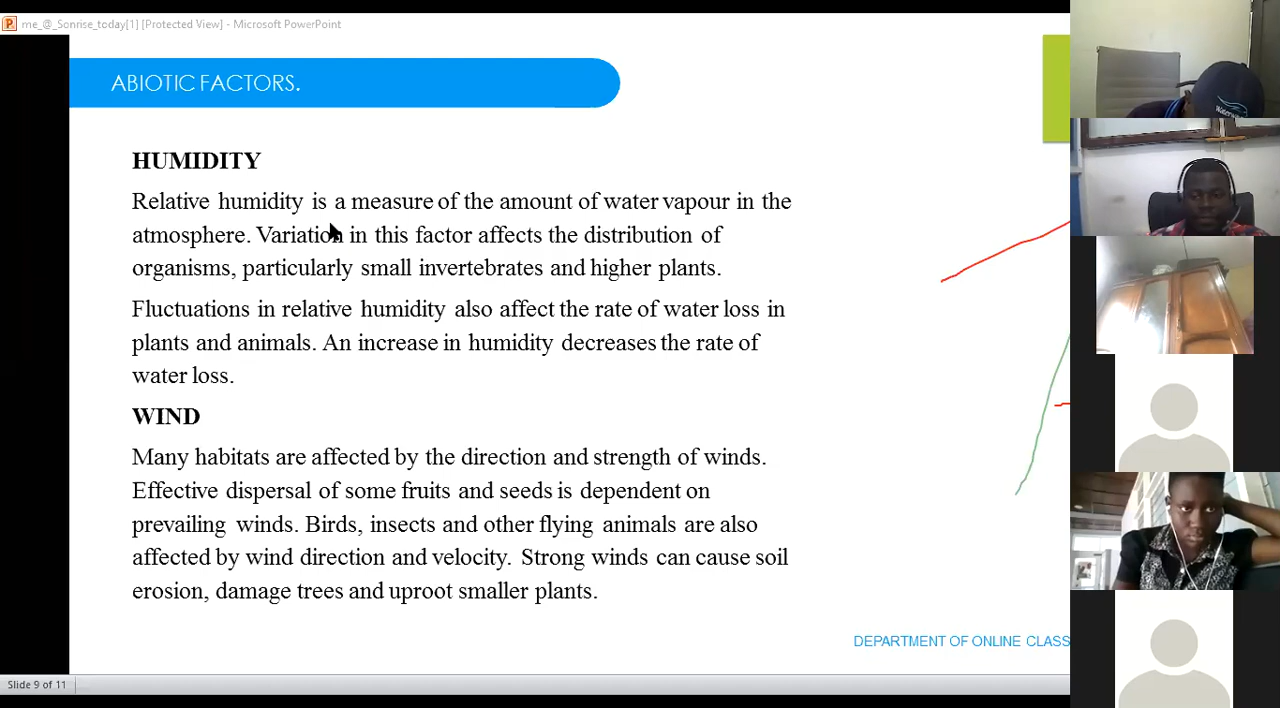 me_@_Sonrise_today[1] [Protected View] - Microsoft PowerPoint
ABIOTIC FACTORS.
HUMIDITY
Relative humidity is a measure of the amount of water vapour in the
atmosphere. Variation in this factor affects the distribution of
organisms, particularly small invertebrates and higher plants.
Fluctuations in relative humidity also affect the rate of water loss in
plants and animals. An increase in humidity decreases the rate of
water loss.
WIND
Many habitats are affected by the direction and strength of winds.
Effective dispersal of some fruits and seeds is dependent on
prevailing winds. Birds, insects and other flying animals are also
affected by wind direction and velocity. Strong winds can cause soil
erosion, damage trees and uproot smaller plants.
DEPARTMENT OF ONLINE CLASS
Slide 9 of 11